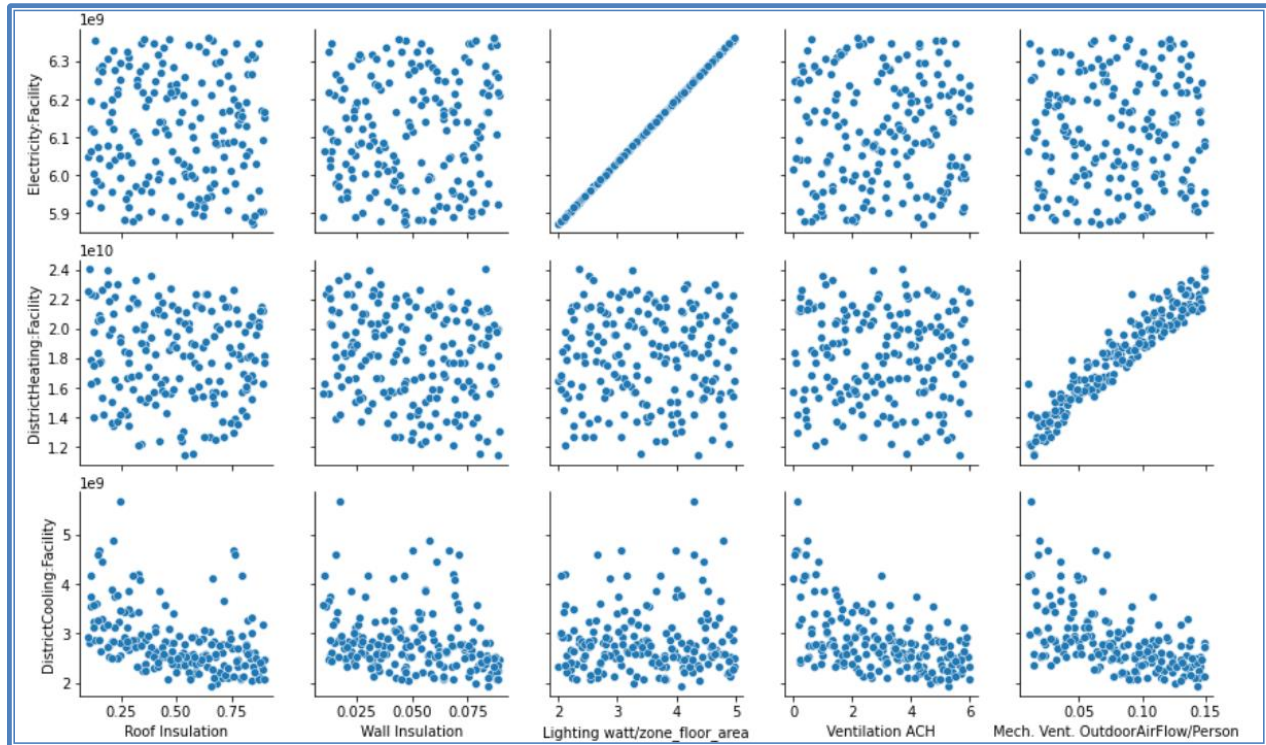 1e9
6.3
6.2
6.1
6.0
5.9
Electricity:Facility
1e10
2.4
2.2
2.0
1.8
1.6
1.4
1.2
DistrictHeating:Facility
1e9
5
4
3
2
DistrictCooling:Facility
0.25 0.50 0.75 0.025 0.050 0.075 2 3 4 5 0 2 4 6 0.05 0.10 0.15
Roof Insulation Wall Insulation Lighting watt/zone_floor_area Ventilation ACH Mech. Vent. OutdoorAirFlow/Person